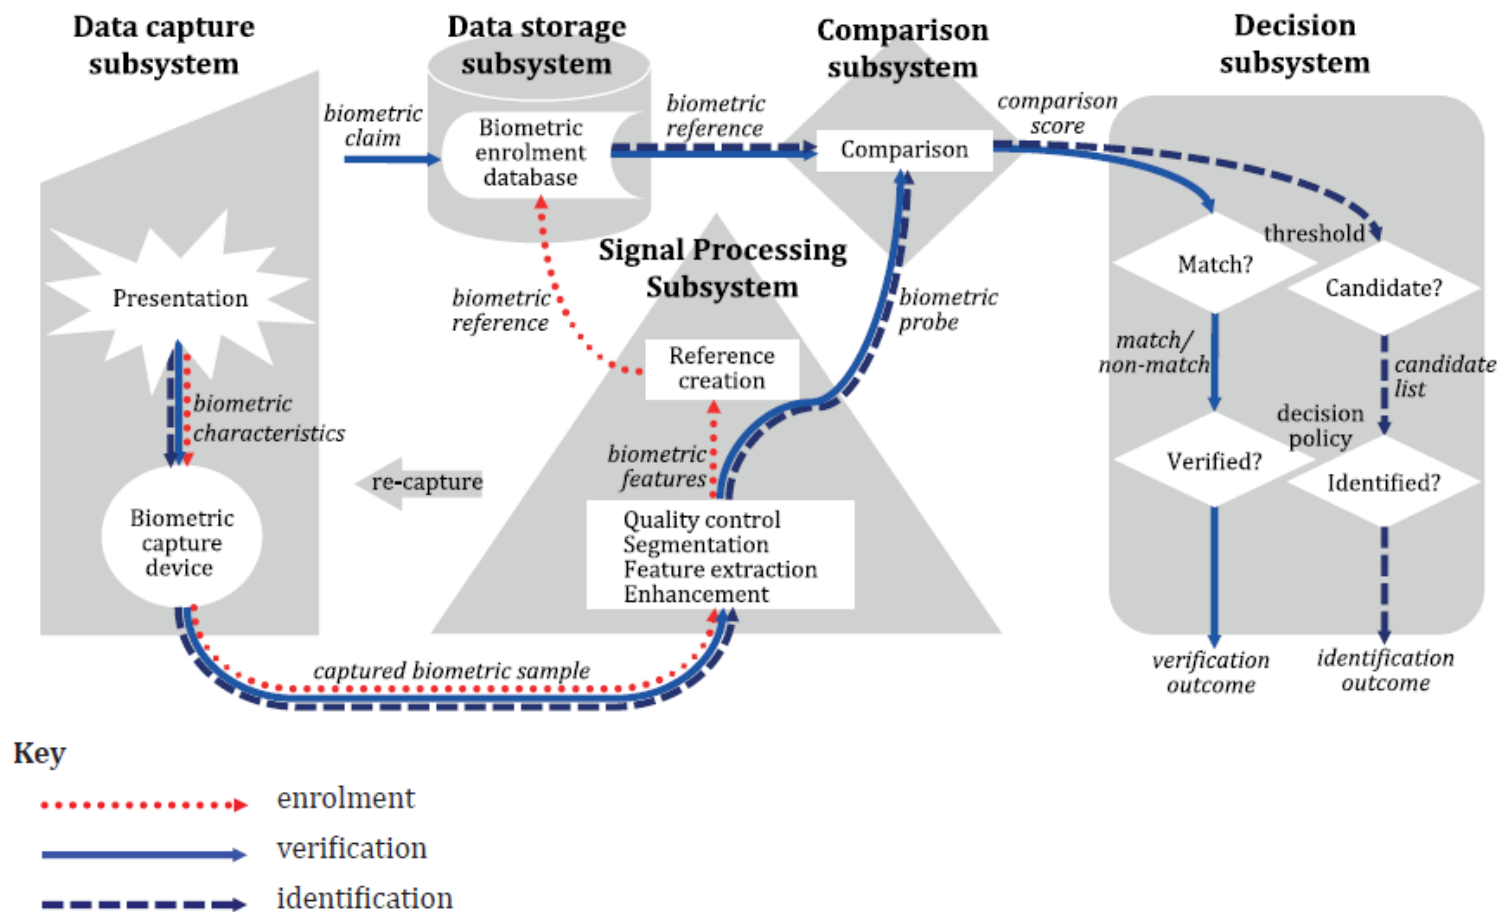 Data capture
subsystem
Data storage
subsystem
Comparison
subsystem
Decision
subsystem
biometric
claim
Biometric
enrolment
database
biometric
reference
Comparison
comparison
score
Presentation
biometric
characteristics
Biometric
capture
device
re-capture
captured biometric sample
Signal Processing
Subsystem
biometric
reference
Reference
creation
biometric
features
Quality control
Segmentation
Feature extraction
Enhancement
biometric
probe
threshold
Match?
Candidate?
match/
non-match
candidate
list
decision
policy
Verified?
Identified?
verification
outcome
identification
outcome
Key
enrolment
verification
identification